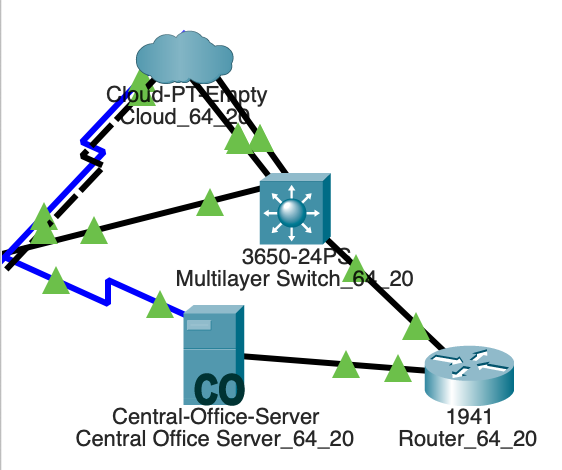 Cloud-PT-Empty
Cloud_64_20
3650-24PS
Multilayer Switch_64_20
CO
Central-Office-Server
Central Office Server_64_20
1941
Router_64_20